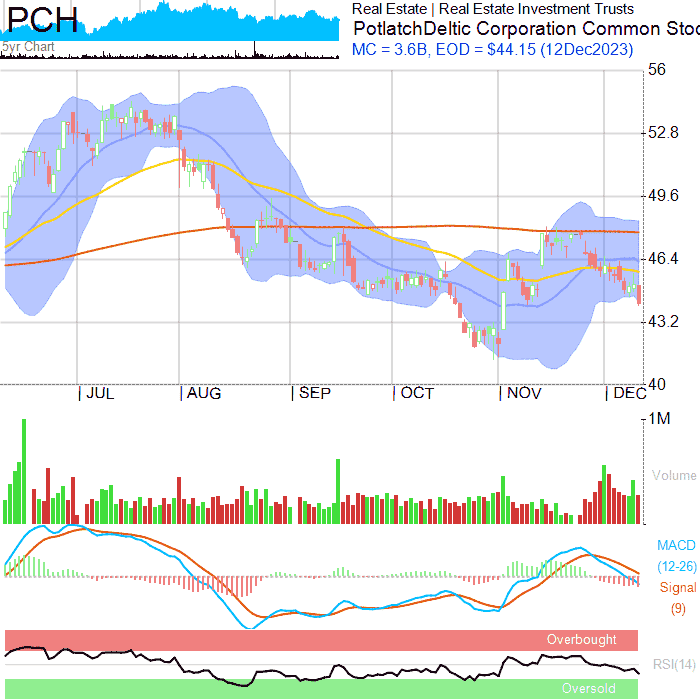 PCH
5yr Chart
Real Estate | Real Estate Investment Trusts
PotlatchDeltic Corporation Common Stoc
MC = 3.6B, EOD = $44.15 (12Dec2023)
56
52.8
49.6
46.4
43.2
40
| JUL
| AUG
| SEP
| OCT
| NOV
| DEC
1M
Volume
MACD
(12-26)
Signal
(9)
Overbought
RSI(14)
Oversold